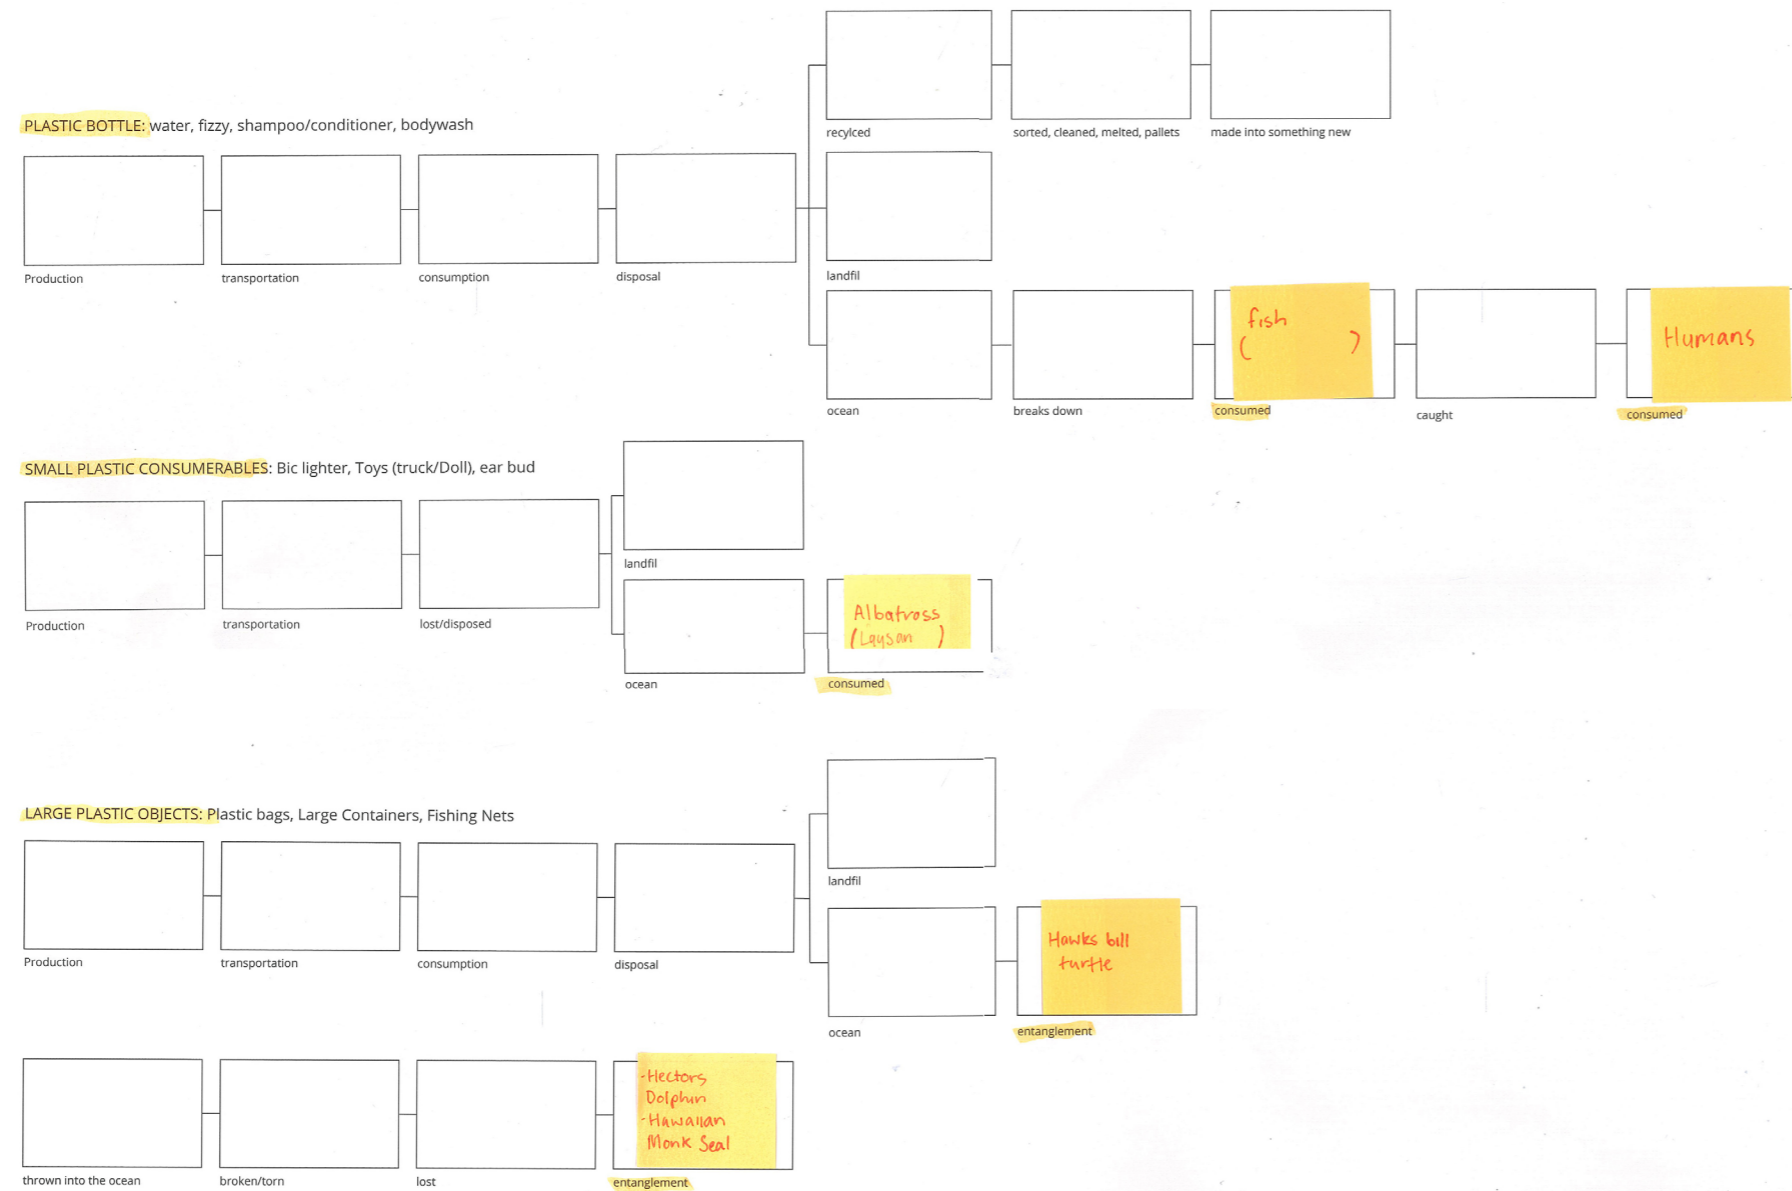 recylced
sorted, cleaned, melted, pallets
made into something new
PLASTIC BOTTLE: water, fizzy, shampoo/conditioner, bodywash
Production
transportation
consumption
disposal
landfil
fish
( )
Humans
ocean
breaks down
consumed
caught
consumed
SMALL PLASTIC CONSUMERABLES: Bic lighter, Toys (truck/Doll), ear bud
landfil
Production
transportation
lost/disposed
Albatross
(Laysan )
ocean
consumed
LARGE PLASTIC OBJECTS: Plastic bags, Large Containers, Fishing Nets
landfil
Production
transportation
consumption
disposal
Hawks bill
turtle
ocean
entanglement
-Hectors
Dolphin
-Hawaiian
Monk Seal
thrown into the ocean
broken/torn
lost
entanglement